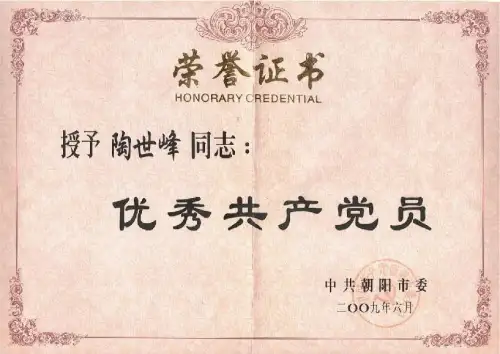 荣誉证书
HONORARY CREDENTIAL
授予 陶世峰 同志：
优秀共产党员
中共朝阳市委
二〇〇九年六月